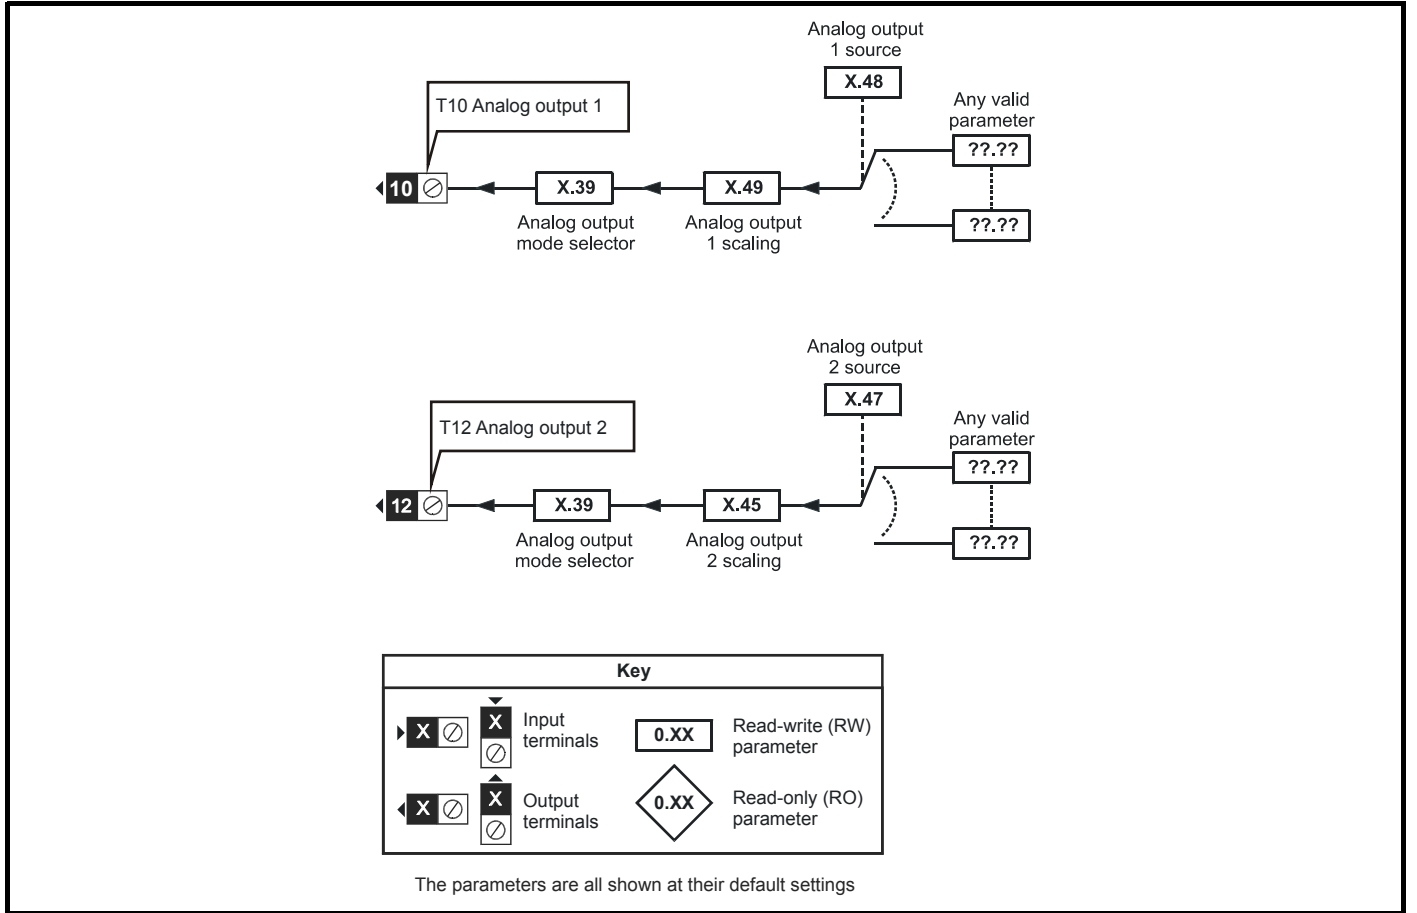 Analog output
1 source
X.48
T10 Analog output 1
Any valid
parameter
??.??
10
X.39
X.49
Analog output
mode selector
Analog output
1 scaling
??.??
Analog output
2 source
X.47
T12 Analog output 2
Any valid
parameter
??.??
12
X.39
X.45
Analog output
mode selector
Analog output
2 scaling
??.??
Key
X
X
Input
terminals
0.XX
Read-write (RW)
parameter
X
X
Output
terminals
0.XX
Read-only (RO)
parameter
The parameters are all shown at their default settings